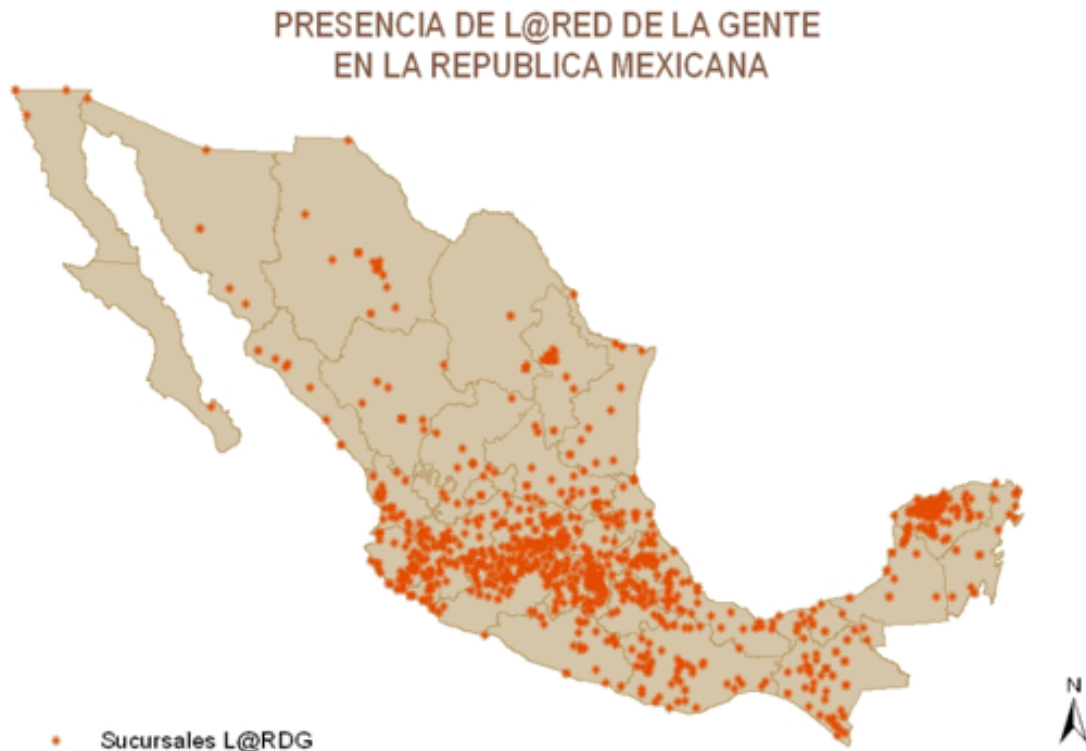 PRESENCIA DE L@RED DE LA GENTE
EN LA REPUBLICA MEXICANA
N
Sucursales L@RDG